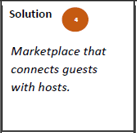 Solution 4
Marketplace that
connects guests
with hosts.